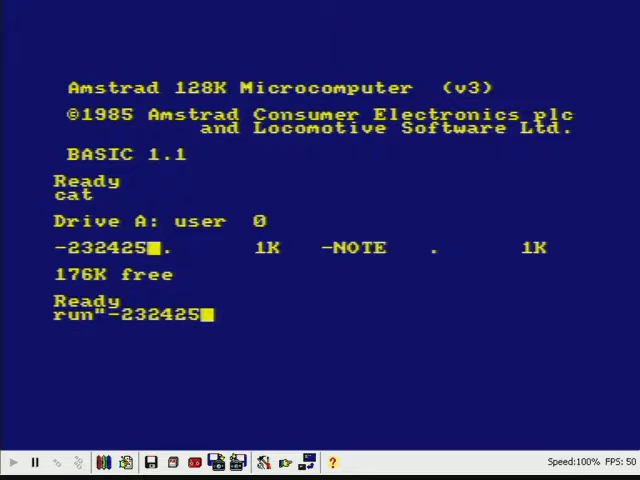 Amstrad 128K Microcomputer (v3)
©1985 Amstrad Consumer Electronics plc
and Locomotive Software Ltd.
BASIC 1.1
Ready
cat
Drive A: user 0
-232425 . 1K -NOTE . 1K
176K free
Ready
run"-232425
Speed:100% FPS: 50